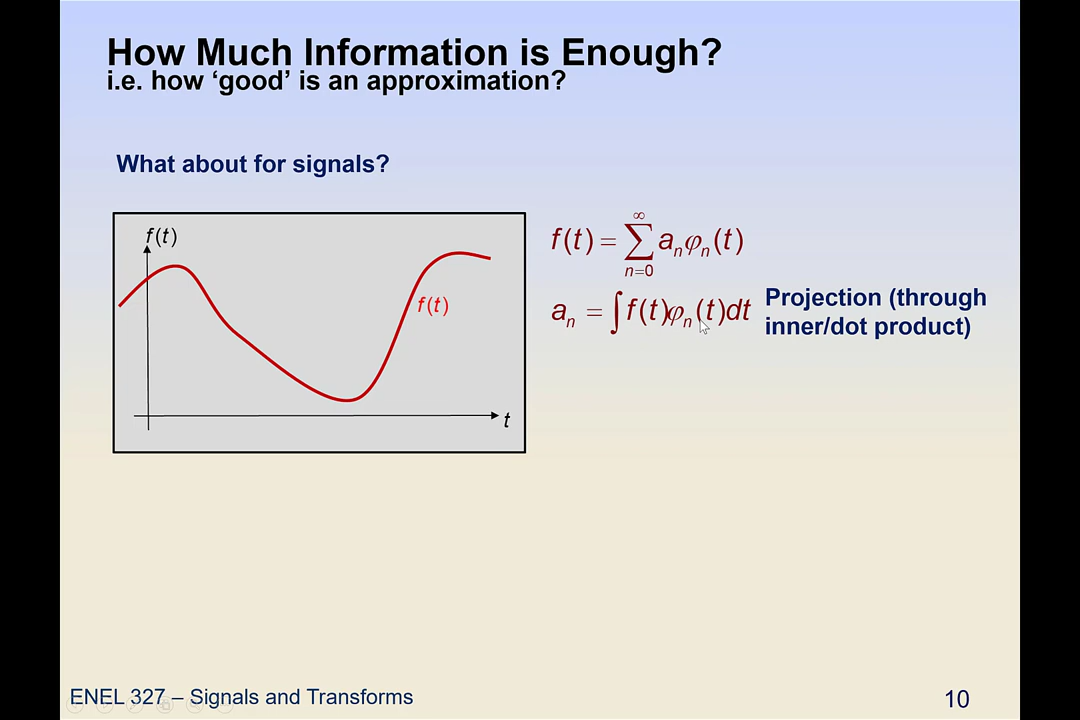 How Much Information is Enough?
i.e. how ‘good’ is an approximation?
What about for signals?
f(t)
f(t)
t
f(t) = ∑_{n=0}^{∞} a_n φ_n(t)
a_n = ∫ f(t)φ_n(t)dt
Projection (through
inner/dot product)
ENEL 327 – Signals and Transforms
10